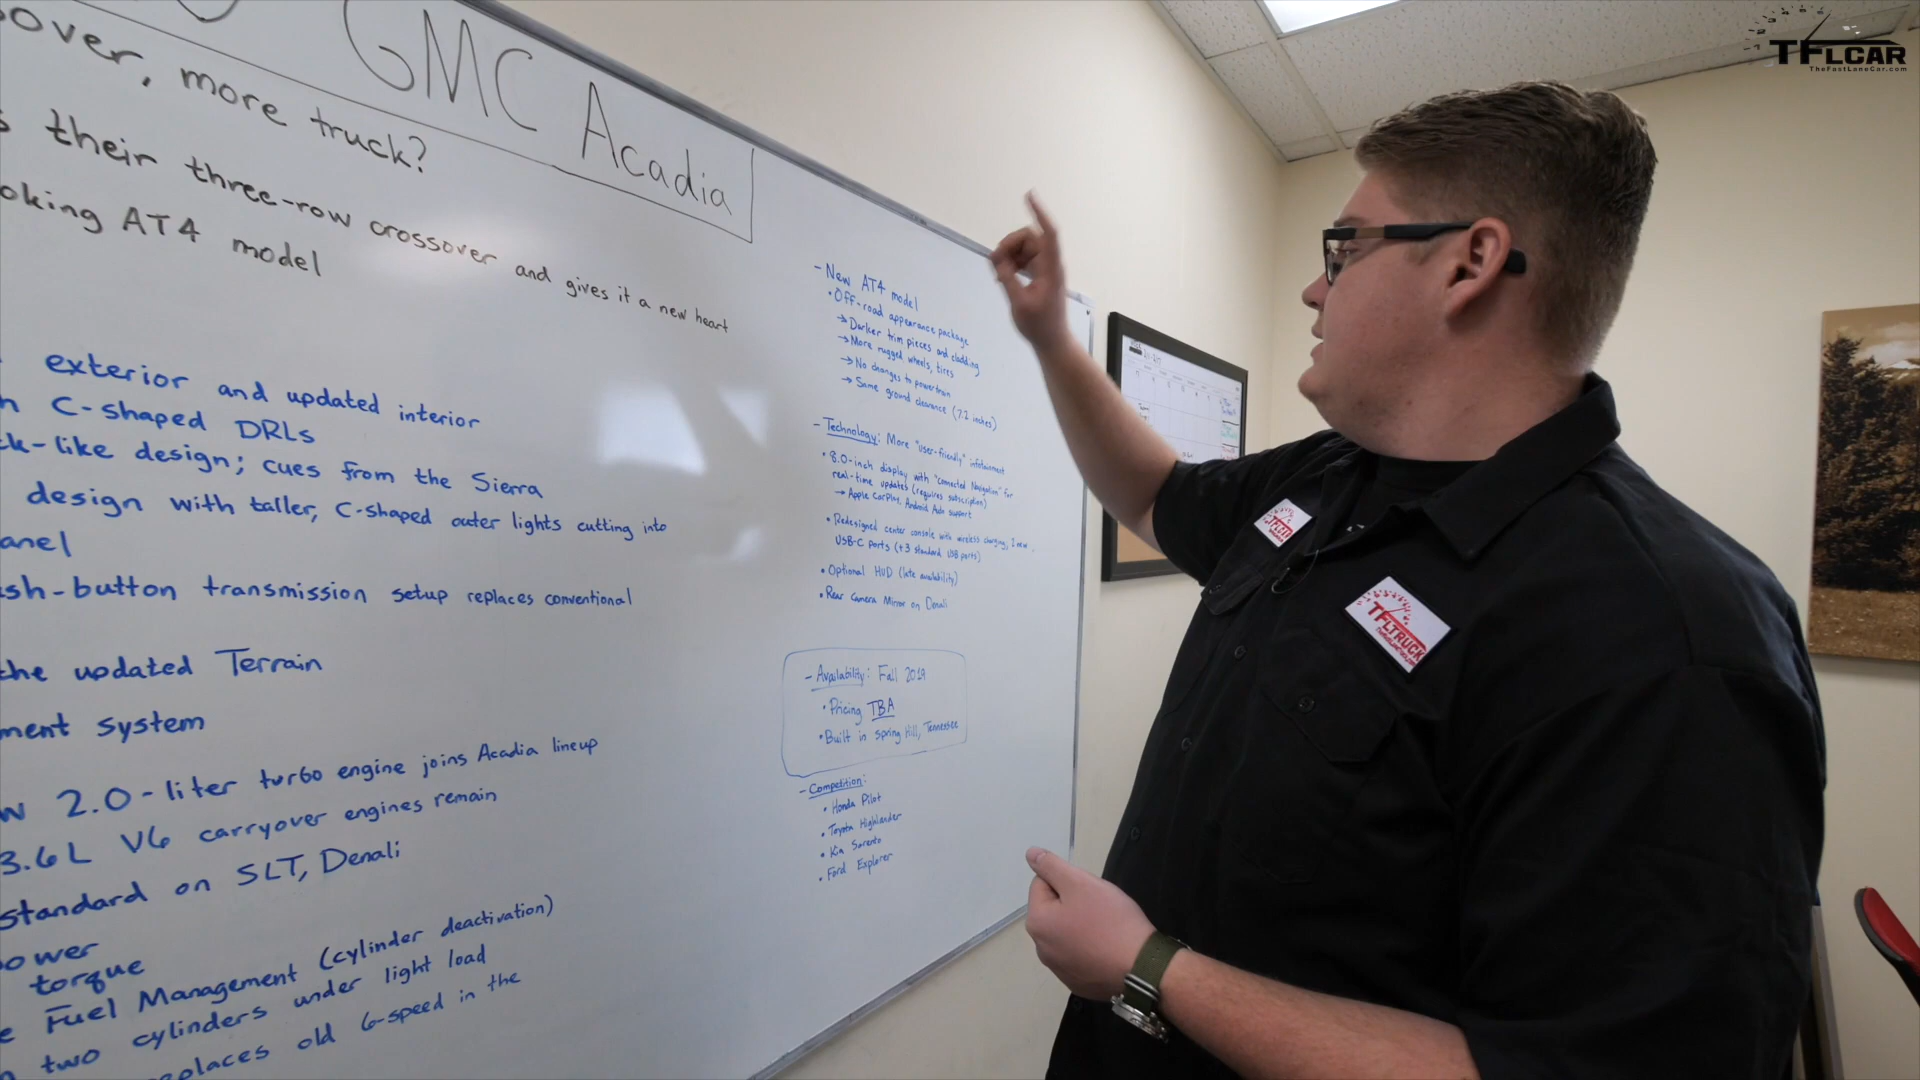 GMC Acadia
over, more truck?
their three-row crossover and gives it a new heart
oking AT4 model
exterior and updated interior
C-shaped DRLs
k-like design; cues from the Sierra
design with taller, C-shaped outer lights cutting into
anel
sh-button transmission setup replaces conventional
the updated Terrain
ment system
w 2.0-liter turbo engine joins Acadia lineup
3.6L V6 carryover engines remain
standard on SLT, Denali
ower
torque
e Fuel Management (cylinder deactivation)
two cylinders under light load
places old 6-speed in the
- New AT4 model
• Off-road appearance package
→ Darker trim pieces and cladding
→ More rugged wheels, tires
→ No changes to powertrain
→ Same ground clearance (7.2 inches)
- Technology: More "user-friendly" infotainment
• 8.0-inch display with "connected Navigation" for
real-time updates (requires subscription)
→ Apple CarPlay, Android Auto support
• Redesigned center console with wireless charging, 2 new
USB-C ports (+3 standard USB ports)
• Optional HUD (late availability)
• Rear Camera Mirror on Denali
- Availability: Fall 2019
• Pricing TBA
• Built in Spring Hill, Tennessee
- Competition:
• Honda Pilot
• Toyota Highlander
• Kia Sorento
• Ford Explorer
TFLCAR
TFLTRUCK
TFLCAR
TheFastLaneCar.com